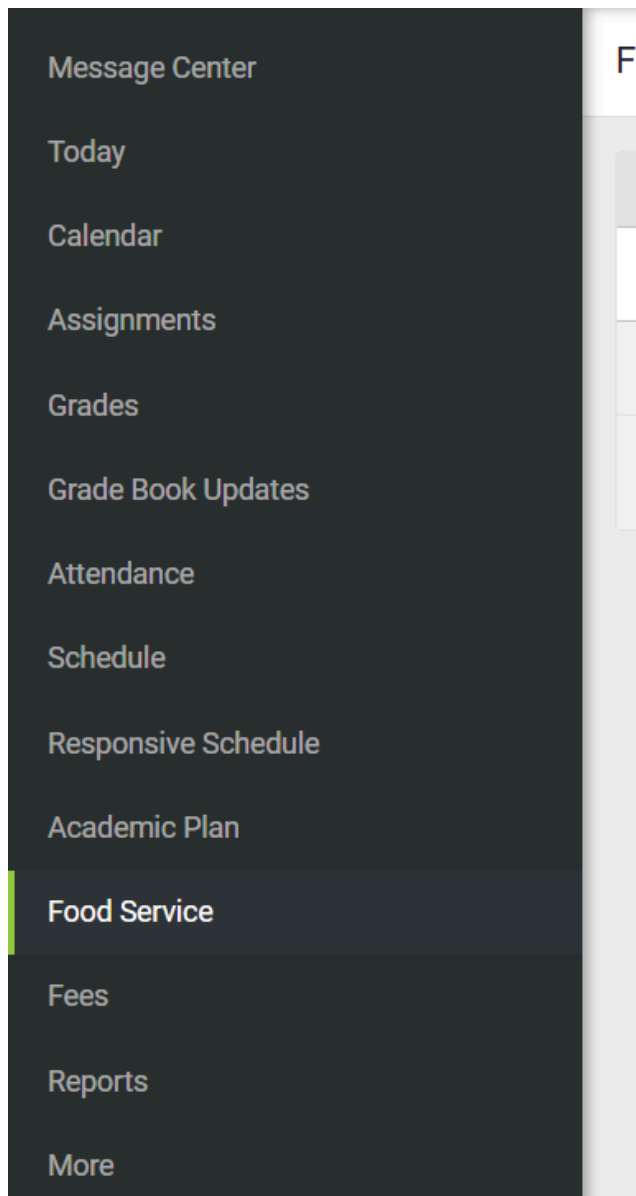 Message Center
Today
Calendar
Assignments
Grades
Grade Book Updates
Attendance
Schedule
Responsive Schedule
Academic Plan
Food Service
Fees
Reports
More
F